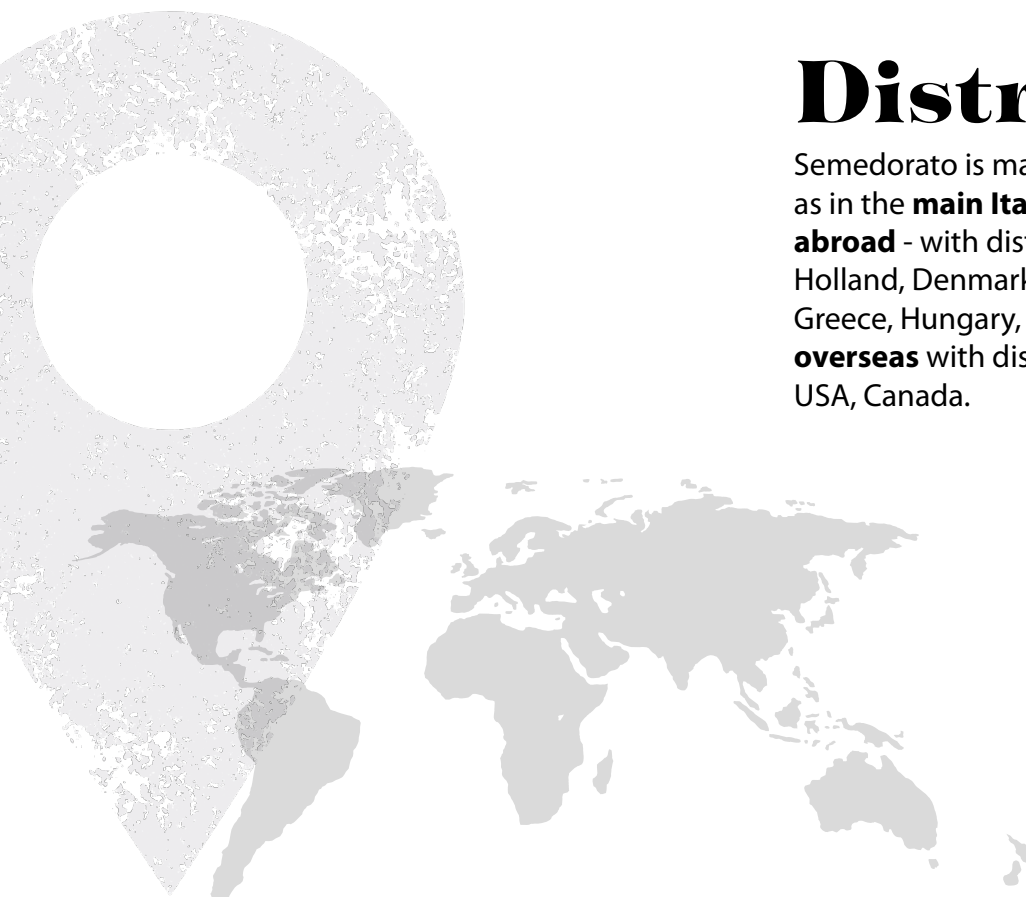 Distr
Semedorato is ma
as in the main Ita
abroad - with dist
Holland, Denmark
Greece, Hungary,
overseas with dis
USA, Canada.